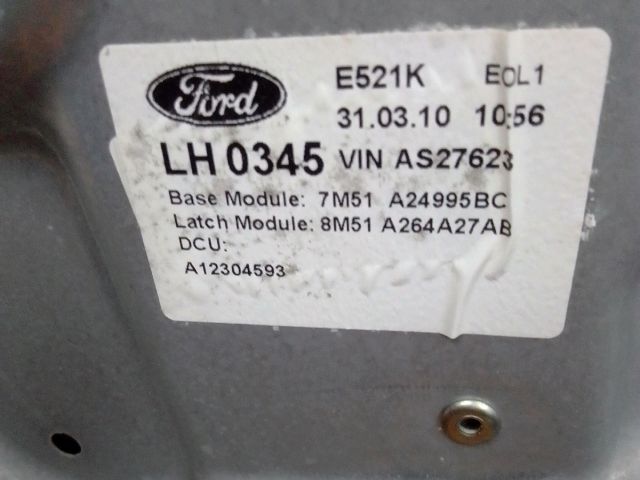 Ford
E521K EOL1
31.03.10 10:56
LH 0345 VIN AS27623
Base Module: 7M51 A24995BC
Latch Module: 8M51 A264A27AB
DCU:
A12304593